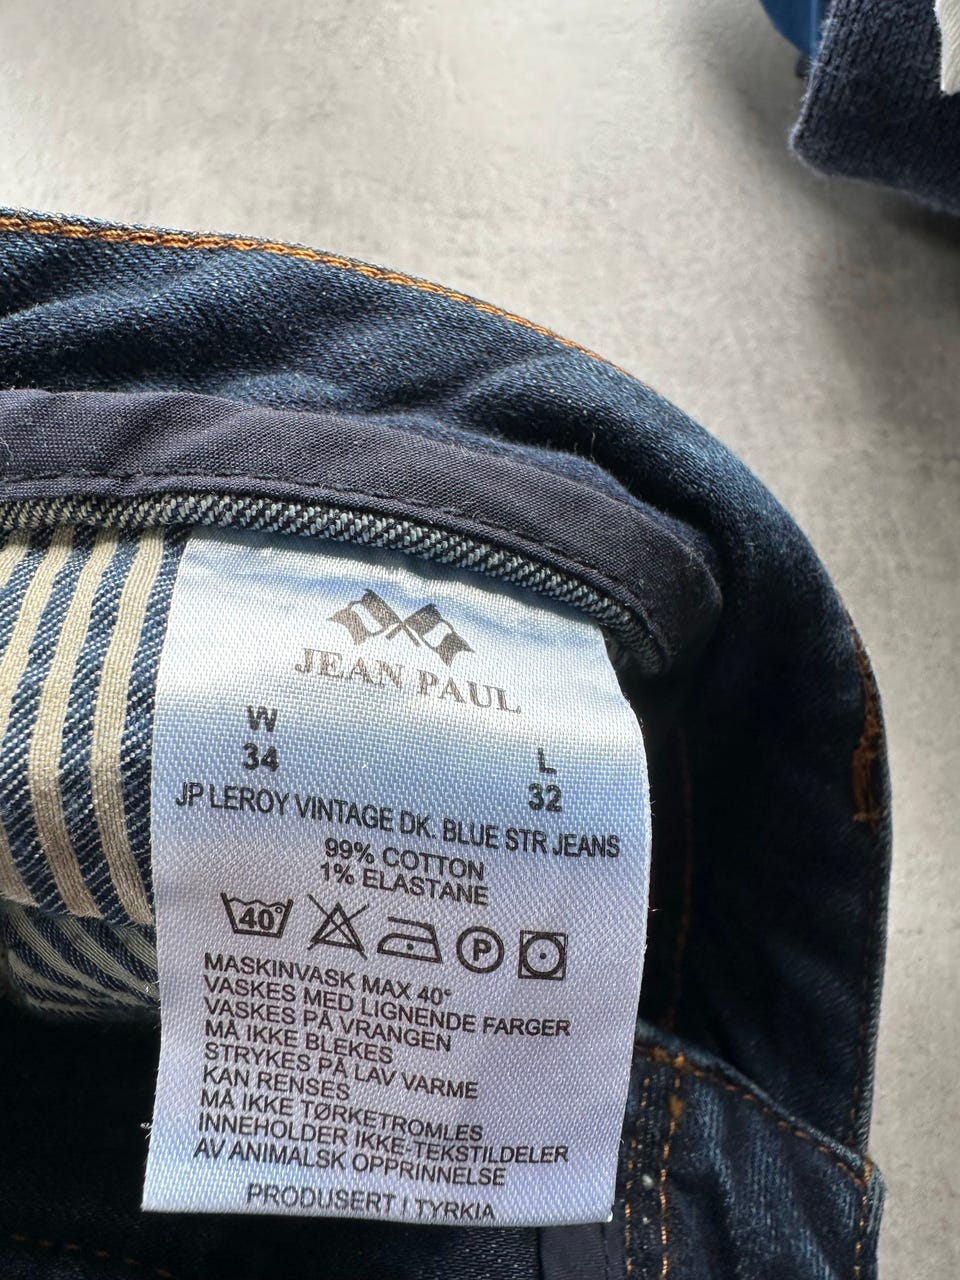 JEAN PAUL
W L
34 32
JP LEROY VINTAGE DK. BLUE STR JEANS
99% COTTON
1% ELASTANE
40° P
MASKINVASK MAX 40°
VASKES MED LIGNENDE FARGER
VASKES PÅ VRANGEN
MÅ IKKE BLEKES
STRYKES PÅ LAV VARME
KAN RENSES
MÅ IKKE TØRKETROMLES
INNEHOLDER IKKE-TEKSTILDELER
AV ANIMALSK OPPRINNELSE
PRODUSERT I TYRKIA